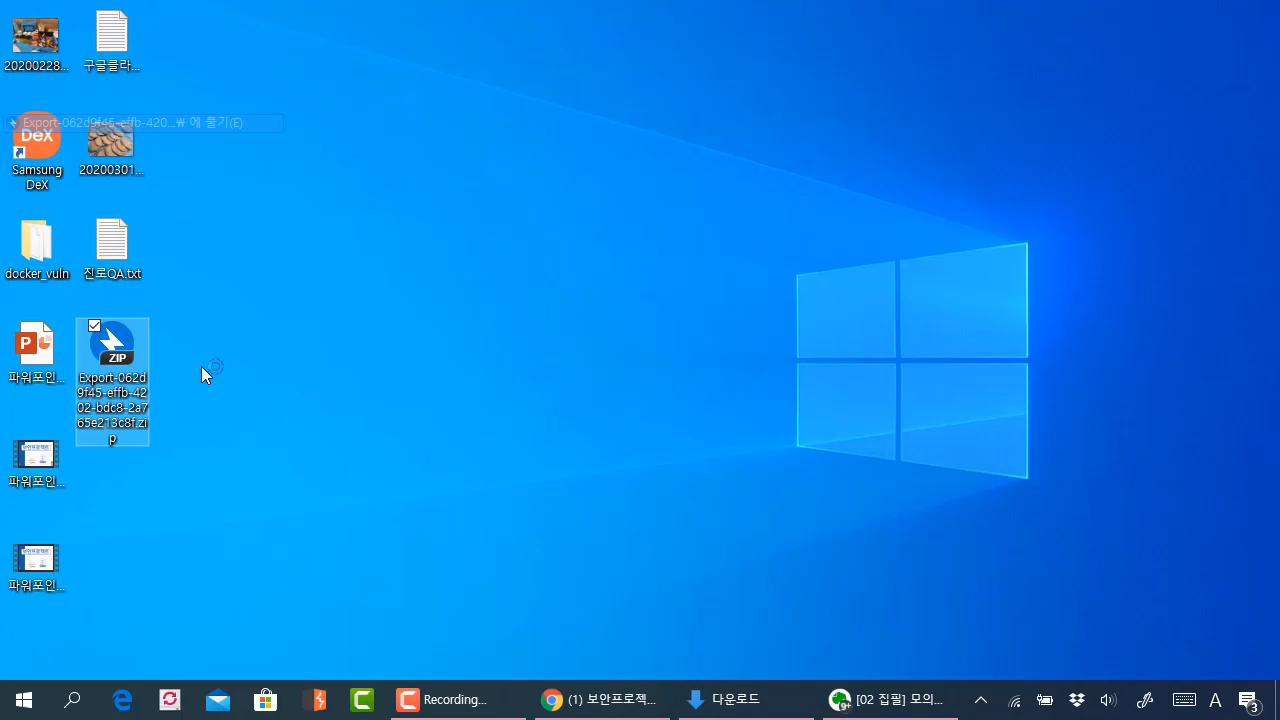 20200228...
구글클라...
Export-062d9f45-effb-420...₩ 에 풀기(E)
DeX
Samsung
DeX
20200301...
docker_vuln
진로QA.txt
P
파워포인...
ZIP
Export-062d
9f45-effb-42
02-bdc8-2a7
65e213c8f.zi
p
파워포인...
파워포인...
Recording...
(1) 보안프로젝...
다운로드
9+
[02 집필] 모의...
A
3